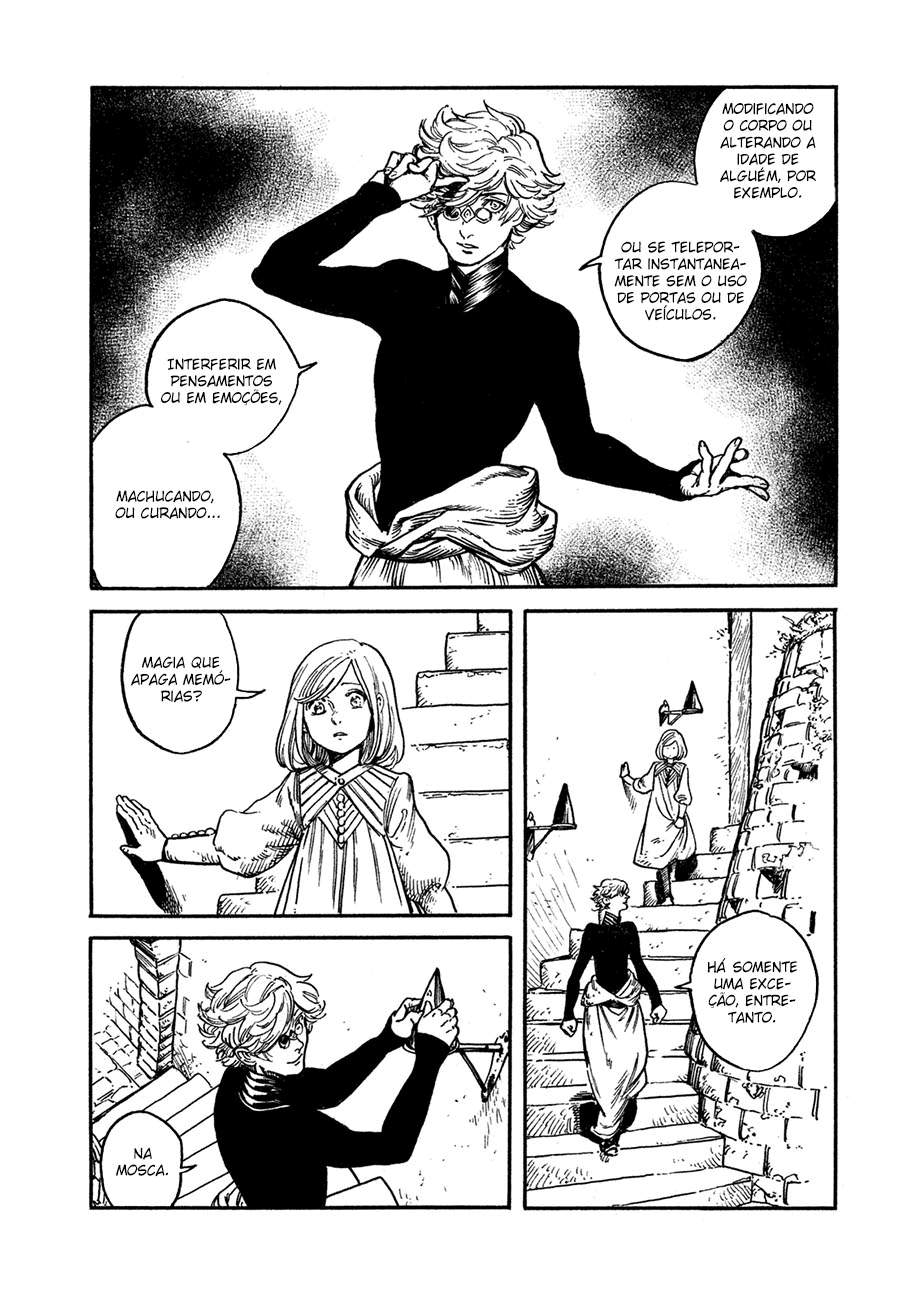 MODIFICANDO
O CORPO OU
ALTERANDO A
IDADE DE
ALGUÉM, POR
EXEMPLO.
OU SE TELEPOR-
TAR INSTANTANEA-
MENTE SEM O USO
DE PORTAS OU DE
VEÍCULOS.
INTERFERIR EM
PENSAMENTOS
OU EM EMOÇÕES,
MACHUCANDO,
OU CURANDO...
HÁ SOMENTE
UMA EXCE-
ÇÃO, ENTRE-
TANTO.
MAGIA QUE
APAGA MEMÓ-
RIAS?
NA
MOSCA.